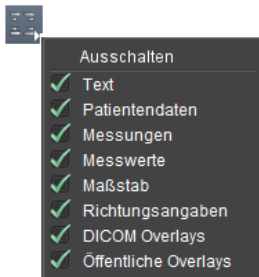 Ausschalten
Text
Patientendaten
Messungen
Messwerte
Maßstab
Richtungsangaben
DICOM Overlays
Öffentliche Overlays